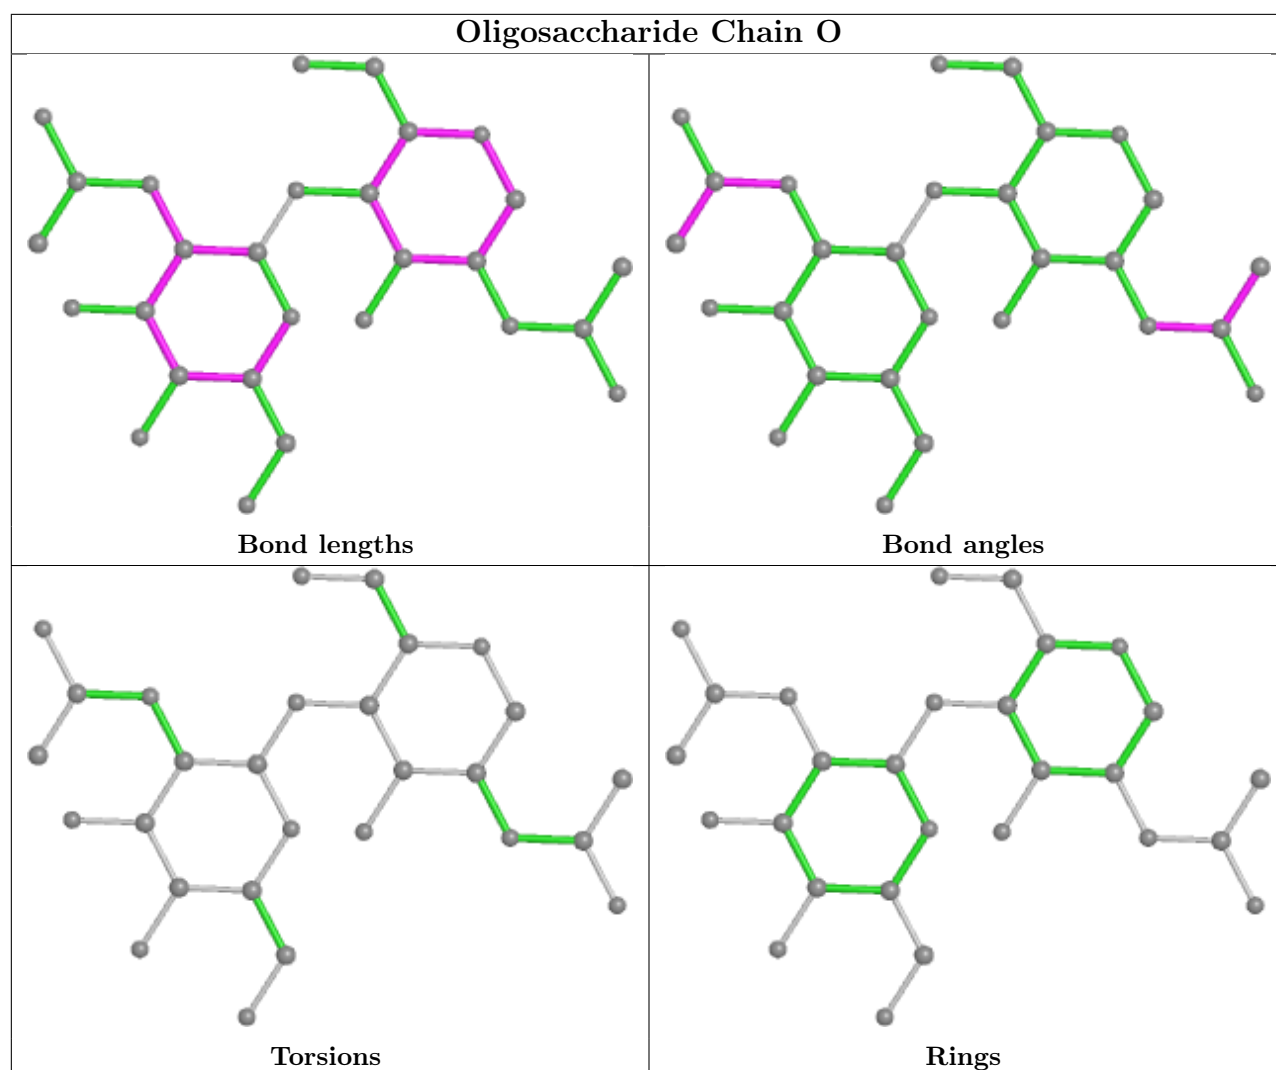 Oligosaccharide Chain O
Bond lengths
Bond angles
Torsions
Rings